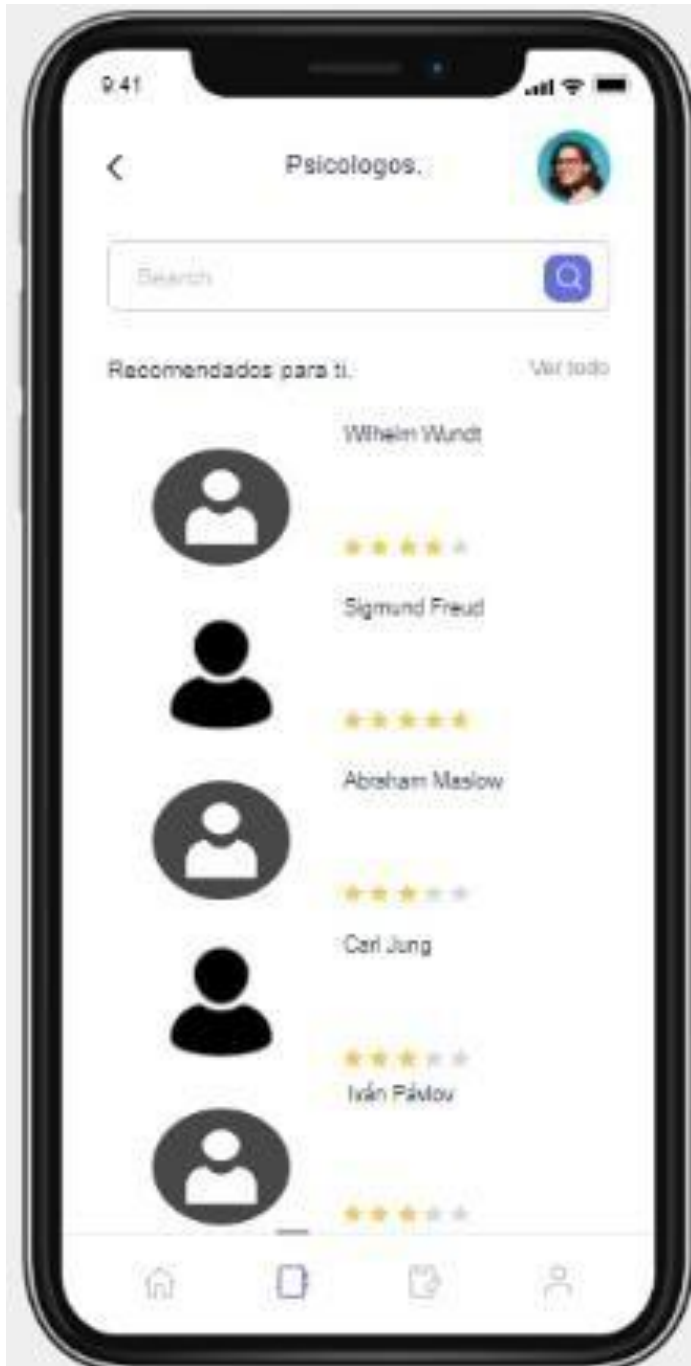 9:41
Psicologos.
Search
Recomendados para ti.
Ver todo
Wilhelm Wundt
Sigmund Freud
Abraham Maslow
Carl Jung
Iván Pávlov